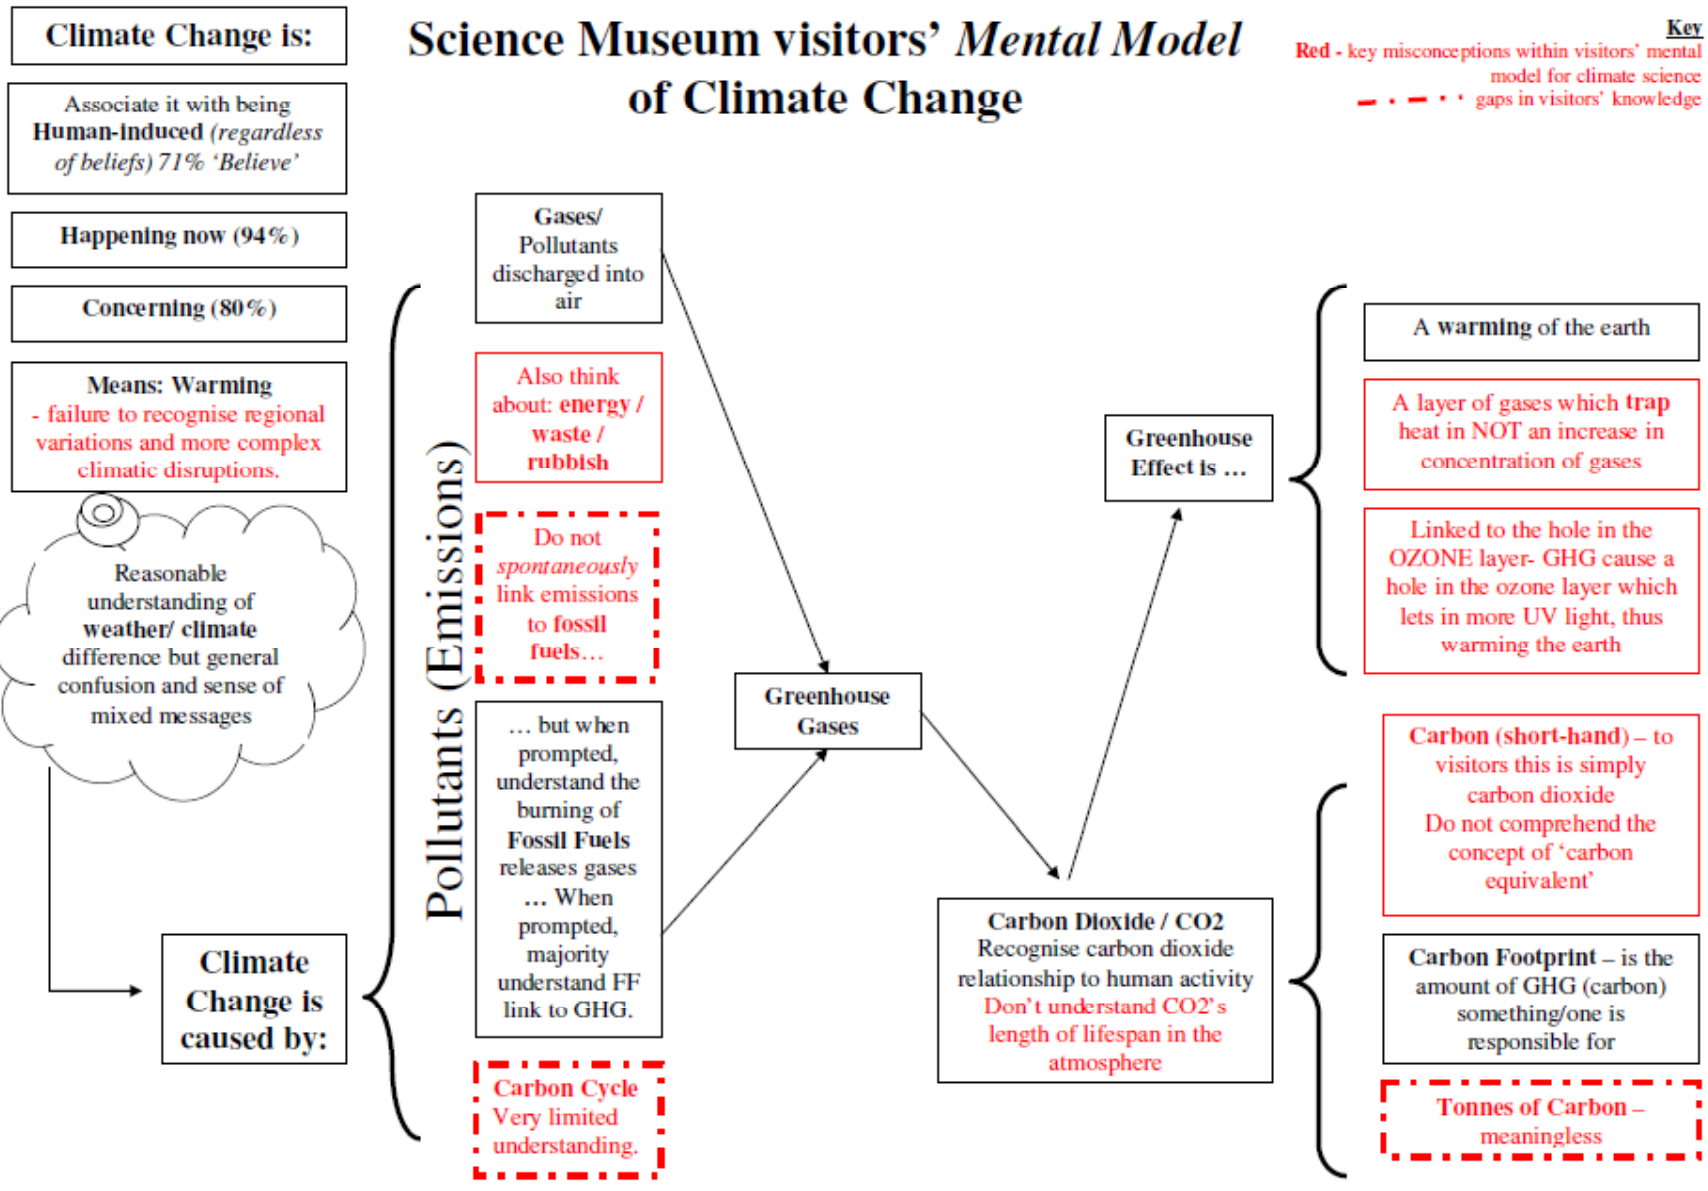 Climate Change is:
Science Museum visitors’ Mental Model
of Climate Change
Key
Red - key misconceptions within visitors’ mental
model for climate science
gaps in visitors’ knowledge
Associate it with being
Human-induced (regardless
of beliefs) 71% ‘Believe’
Happening now (94%)
Concerning (80%)
Means: Warming
- failure to recognise regional
variations and more complex
climatic disruptions.
Reasonable
understanding of
weather/ climate
difference but general
confusion and sense of
mixed messages
Climate
Change is
caused by:
Pollutants (Emissions)
Gases/
Pollutants
discharged into
air
Also think
about: energy /
waste /
rubbish
Do not
spontaneously
link emissions
to fossil
fuels…
… but when
prompted,
understand the
burning of
Fossil Fuels
releases gases
… When
prompted,
majority
understand FF
link to GHG.
Carbon Cycle
Very limited
understanding.
Greenhouse
Gases
Carbon Dioxide / CO2
Recognise carbon dioxide
relationship to human activity
Don’t understand CO2’s
length of lifespan in the
atmosphere
Greenhouse
Effect is …
A warming of the earth
A layer of gases which trap
heat in NOT an increase in
concentration of gases
Linked to the hole in the
OZONE layer- GHG cause a
hole in the ozone layer which
lets in more UV light, thus
warming the earth
Carbon (short-hand) – to
visitors this is simply
carbon dioxide
Do not comprehend the
concept of ‘carbon
equivalent’
Carbon Footprint – is the
amount of GHG (carbon)
something/one is
responsible for
Tonnes of Carbon –
meaningless